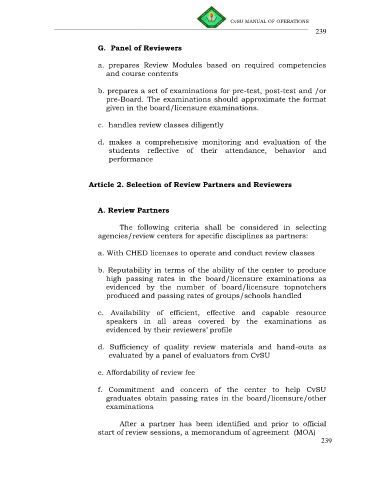 CvSU MANUAL OF OPERATIONS
239
G. Panel of Reviewers
a. prepares Review Modules based on required competencies
and course contents
b. prepares a set of examinations for pre-test, post-test and /or
pre-Board. The examinations should approximate the format
given in the board/licensure examinations.
c. handles review classes diligently
d. makes a comprehensive monitoring and evaluation of the
students reflective of their attendance, behavior and
performance
Article 2. Selection of Review Partners and Reviewers
A. Review Partners
The following criteria shall be considered in selecting
agencies/review centers for specific disciplines as partners:
a. With CHED licenses to operate and conduct review classes
b. Reputability in terms of the ability of the center to produce
high passing rates in the board/licensure examinations as
evidenced by the number of board/licensure topnotchers
produced and passing rates of groups/schools handled
c. Availability of efficient, effective and capable resource
speakers in all areas covered by the examinations as
evidenced by their reviewers' profile
d. Sufficiency of quality review materials and hand-outs as
evaluated by a panel of evaluators from CvSU
e. Affordability of review fee
f. Commitment and concern of the center to help CvSU
graduates obtain passing rates in the board/licensure/other
examinations
After a partner has been identified and prior to official
start of review sessions, a memorandum of agreement (MOA)
239